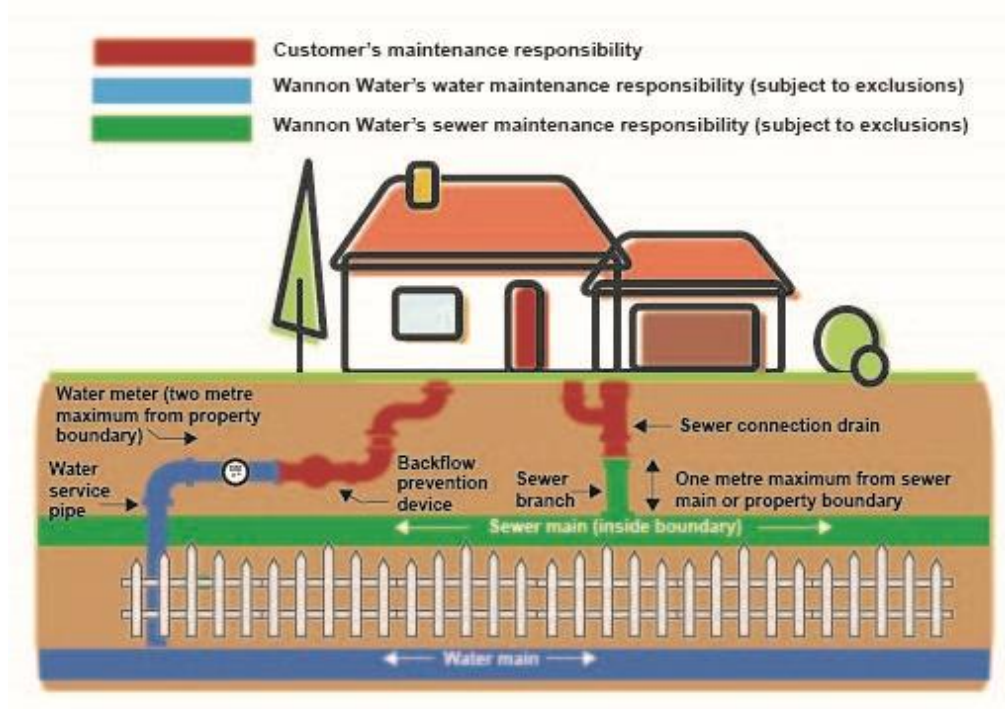 Customer's maintenance responsibility
Wannon Water's water maintenance responsibility (subject to exclusions)
Wannon Water's sewer maintenance responsibility (subject to exclusions)
Water meter (two metre
maximum from property
boundary)
Sewer connection drain
Water
service
pipe
Backflow
prevention
device
Sewer
branch
One metre maximum from sewer
main or property boundary
Sewer main (inside boundary)
Water main